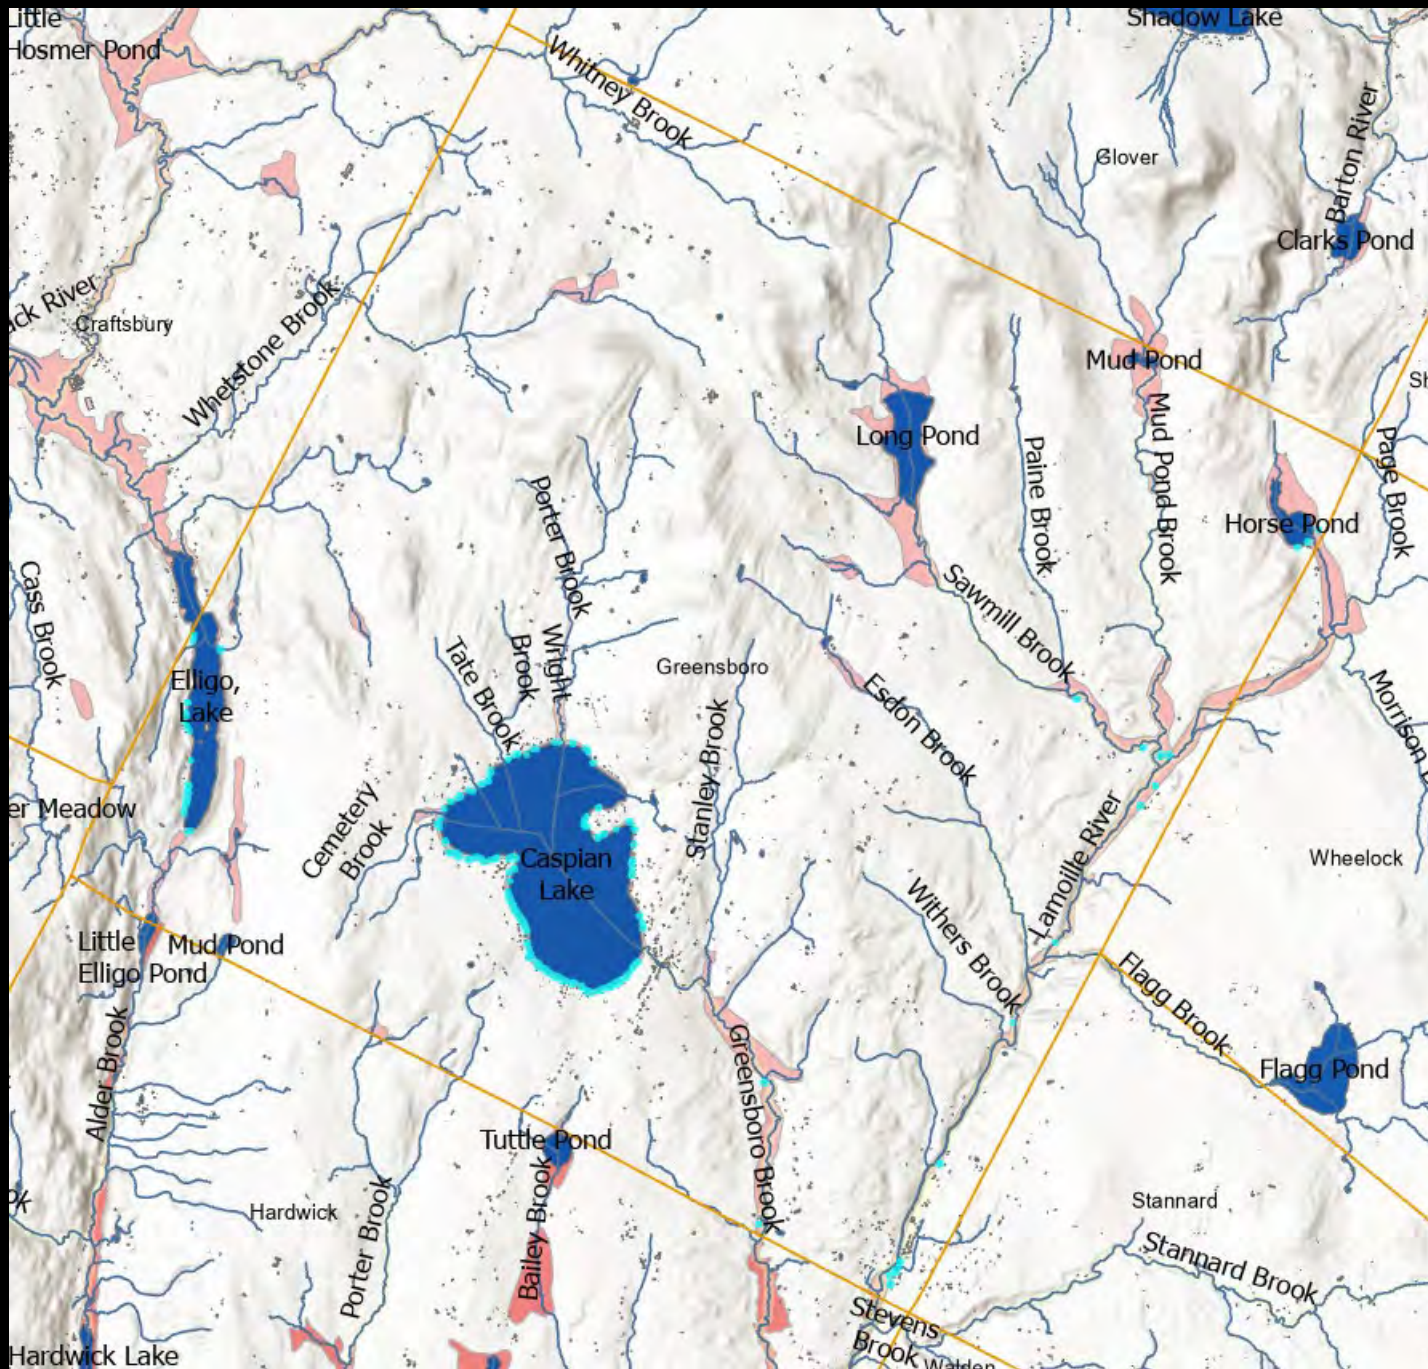 Little
Hosmer Pond
Shadow Lake
Whitney Brook
Glover
Barton River
Clarks Pond
ck River
Craftsbury
Whetstone Brook
Mud Pond
Long Pond
Paine Brook
Mud Pond Brook
Page Brook
Horse Pond
Porter Brook
Cass Brook
Sawmill Brook
Wright
Brook
Tate Brook
Greensboro
Elligo,
Lake
Esdon Brook
Morrison
Stanley Brook
er Meadow
Cemetery
Brook
Lamoille River
Caspian
Lake
Wheelock
Withers Brook
Little
Elligo Pond
Mud Pond
Flagg Brook
Flagg Pond
Alder Brook
Greensboro Brook
Tuttle Pond
Bailey Brook
Hardwick
Porter Brook
Stannard
Stannard Brook
Stevens
Brook
Walden
Hardwick Lake